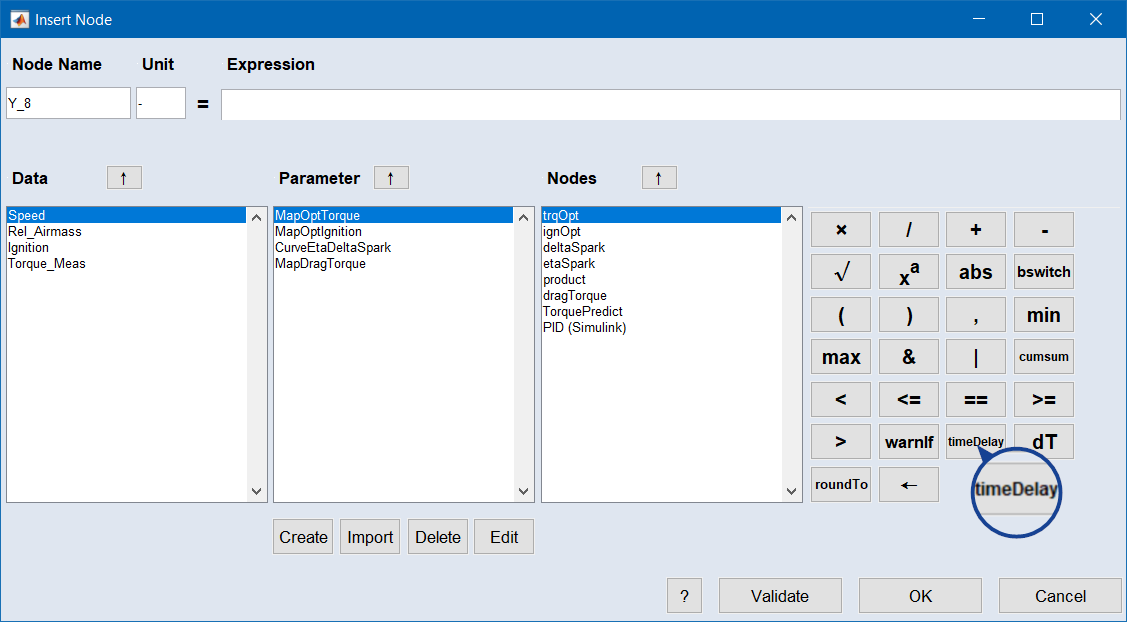 Insert Node
Node Name Unit Expression
Y_8 - =
Data ↑ Parameter ↑ Nodes ↑
Speed
Rel_Airmass
Ignition
Torque_Meas
MapOptTorque
MapOptIgnition
CurveEtaDeltaSpark
MapDragTorque
trqOpt
ignOpt
deltaSpark
etaSpark
product
dragTorque
TorquePredict
PID (Simulink)
× / + -
√ xª abs bswitch
( ) , min
max & | cumsum
< <= == >=
> warnIf timeDelay dT
roundTo ←
timeDelay
Create Import Delete Edit
? Validate OK Cancel